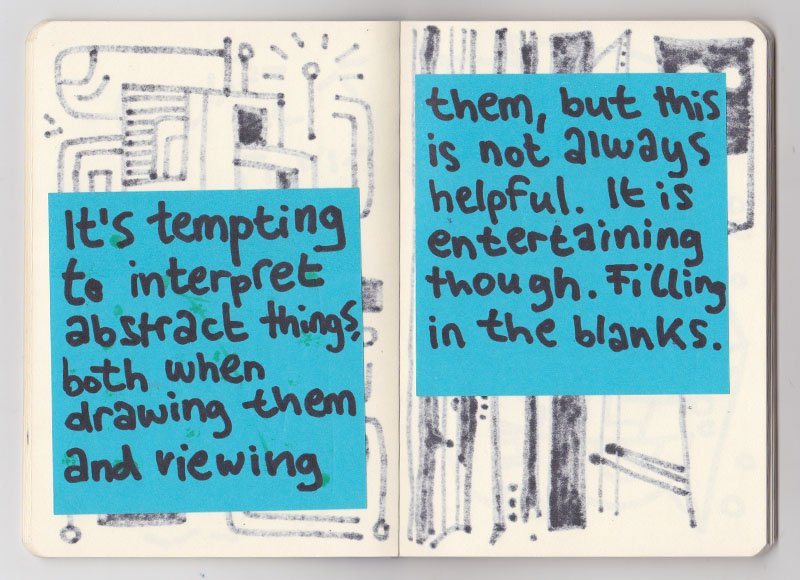 It's tempting
to interpret
abstract things,
both when
drawing them
and viewing
them, but this
is not always
helpful. It is
entertaining
though. Filling
in the blanks.